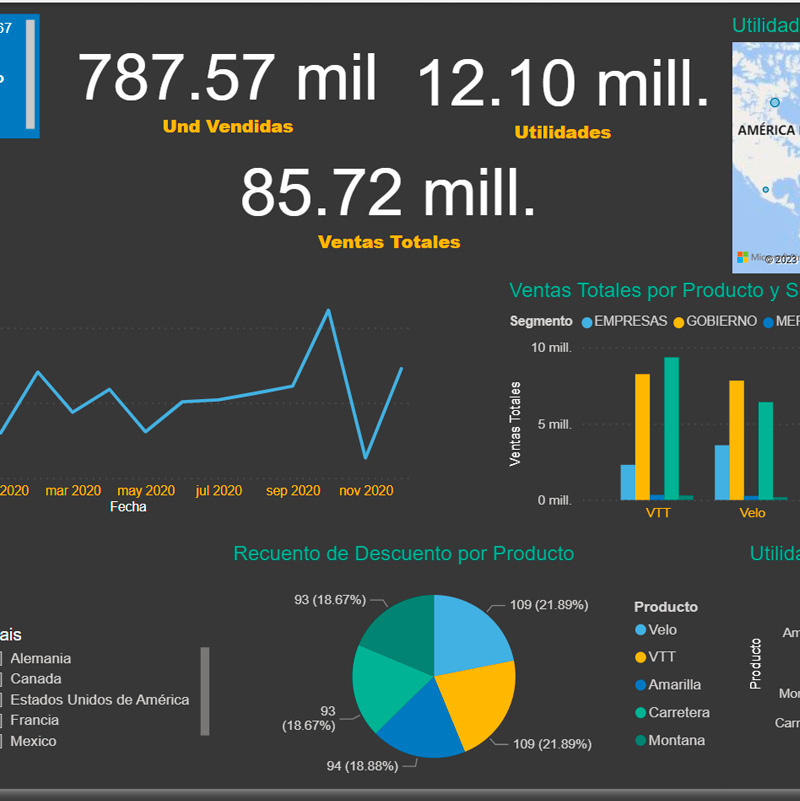 67
787.57 mil
Und Vendidas
12.10 mill.
Utilidades
85.72 mill.
Ventas Totales
Utilidad
AMÉRICA
© 2023
2020
mar 2020
may 2020
jul 2020
sep 2020
nov 2020
Fecha
Ventas Totales por Producto y S
Segmento EMPRESAS GOBIERNO MER
10 mill.
5 mill.
0 mill.
Ventas Totales
VTT
Velo
Recuento de Descuento por Producto
93 (18.67%)
109 (21.89%)
93
(18.67%)
109 (21.89%)
94 (18.88%)
Producto
Velo
VTT
Amarilla
Carretera
Montana
ais
Alemania
Canada
Estados Unidos de América
Francia
Mexico
Utilida
Producto
Am
Mor
Carr